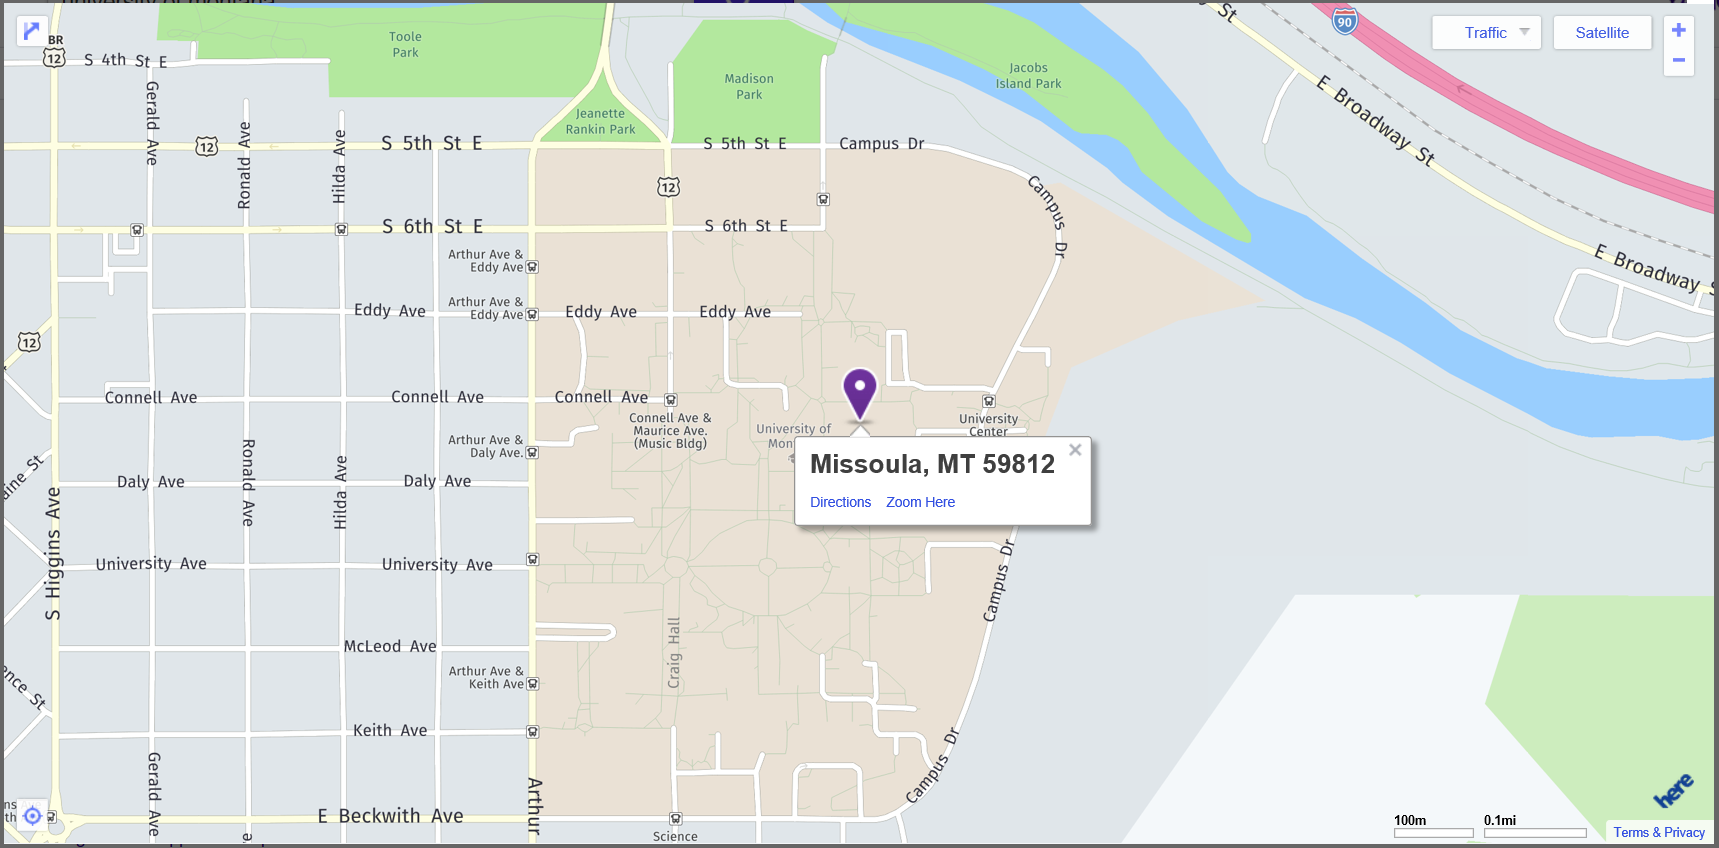 BR
12
S 4th St E
Toole
Park
Madison
Park
Jacobs
Island Park
90
Traffic
Satellite
+
-
Gerald Ave
Ronald Ave
Hilda Ave
12
S 5th St E
Jeanette
Rankin Park
S 5th St E
Campus Dr
E Broadway St
12
Campus Dr
S 6th St E
S 6th St E
E Broadway
Arthur Ave &
Eddy Ave
Arthur Ave &
Eddy Ave
Eddy Ave
Eddy Ave
Eddy Ave
12
Connell Ave
Connell Ave
Connell Ave
Connell Ave &
Maurice Ave.
(Music Bldg)
University of
University
Center
Arthur Ave &
Daly Ave.
Missoula, MT 59812
Directions
Zoom Here
Daly Ave
Daly Ave
Ronald Ave
Hilda Ave
S Higgins Ave
University Ave
University Ave
Campus Dr
McLeod Ave
Craig Hall
Arthur Ave &
Keith Ave
Keith Ave
Gerald Ave
Campus Dr
Arthur
E Beckwith Ave
Science
here
100m
0.1mi
Terms & Privacy